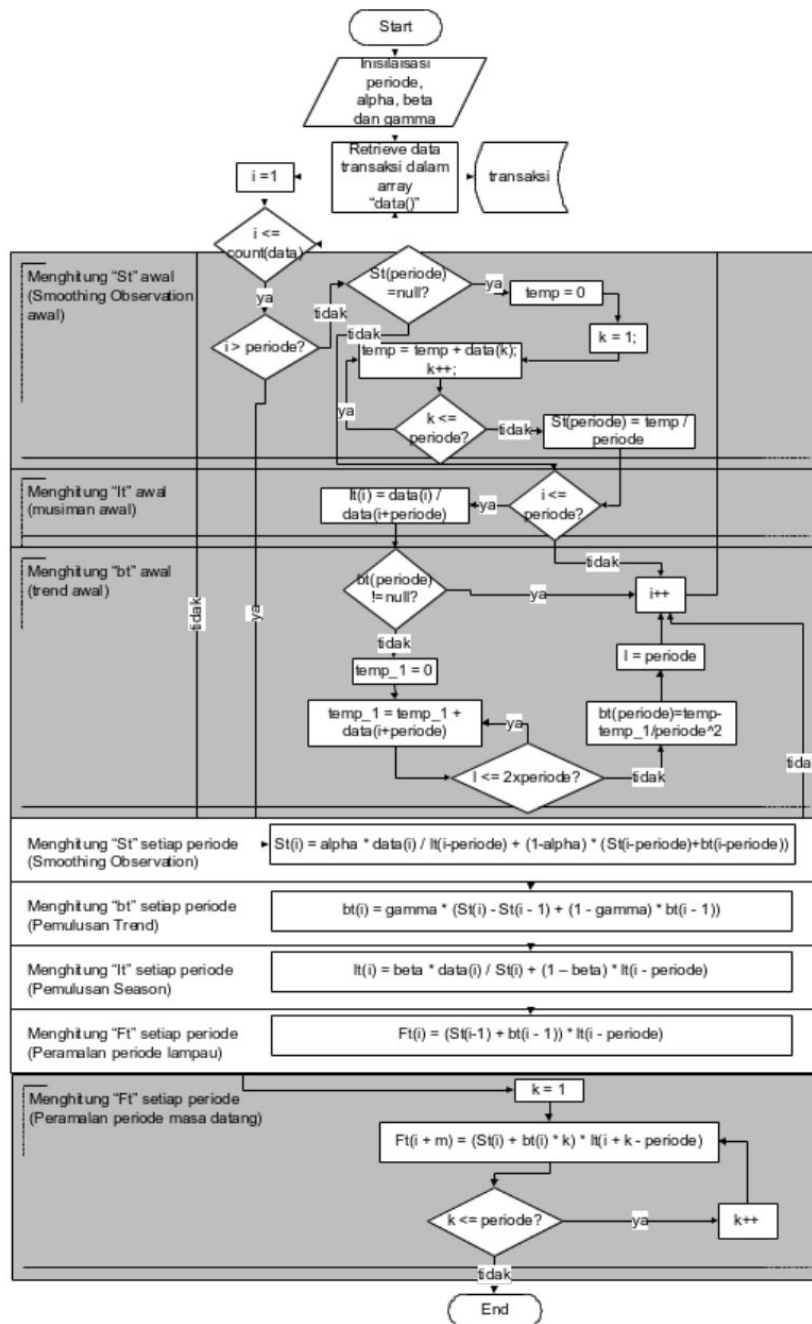 Start
Inisilaisasi
periode,
alpha, beta
dan gamma
Retrieve data
transaksi dalam
array
“data()”
transaksi
i =1
i <=
count(data)
ya
Menghitung “St” awal
(Smoothing Observation
awal)
i > periode?
tidak
St(periode)
=null?
ya
temp = 0
k = 1;
tidak
temp = temp + data(k);
k++;
ya
k <=
periode?
tidak
St(periode) = temp /
periode
Menghitung “It” awal
(musiman awal)
It(i) = data(i) /
data(i+periode)
ya
i <=
periode?
tidak
Menghitung “bt” awal
(trend awal)
tidak
ya
bt(periode)
!=null?
ya
i++
tidak
temp_1 = 0
l = periode
temp_1 = temp_1 +
data(i+periode)
ya
bt(periode)=temp-
temp_1/periode^2
l <= 2xperiode?
tidak
tida
Menghitung “St” setiap periode
(Smoothing Observation)
St(i) = alpha * data(i) / It(i-periode) + (1-alpha) * (St(i-periode)+bt(i-periode))
Menghitung “bt” setiap periode
(Pemulusan Trend)
bt(i) = gamma * (St(i) - St(i - 1) + (1 - gamma) * bt(i - 1))
Menghitung “It” setiap periode
(Pemulusan Season)
It(i) = beta * data(i) / St(i) + (1 – beta) * It(i - periode)
Menghitung “Ft” setiap periode
(Peramalan periode lampau)
Ft(i) = (St(i-1) + bt(i - 1)) * It(i - periode)
Menghitung “Ft” setiap periode
(Peramalan periode masa datang)
k = 1
Ft(i + m) = (St(i) + bt(i) * k) * It(i + k - periode)
k <= periode?
ya
k++
tidak
End